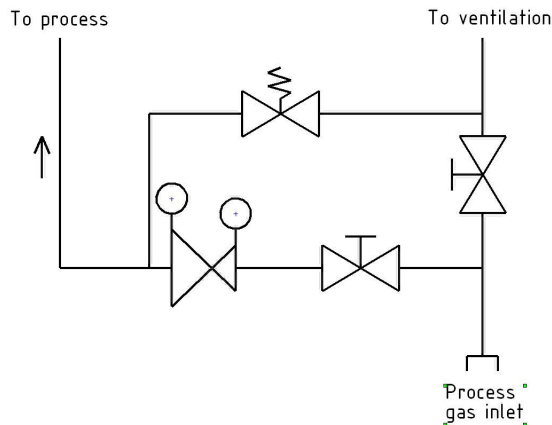 To process
To ventilation
Process
gas inlet